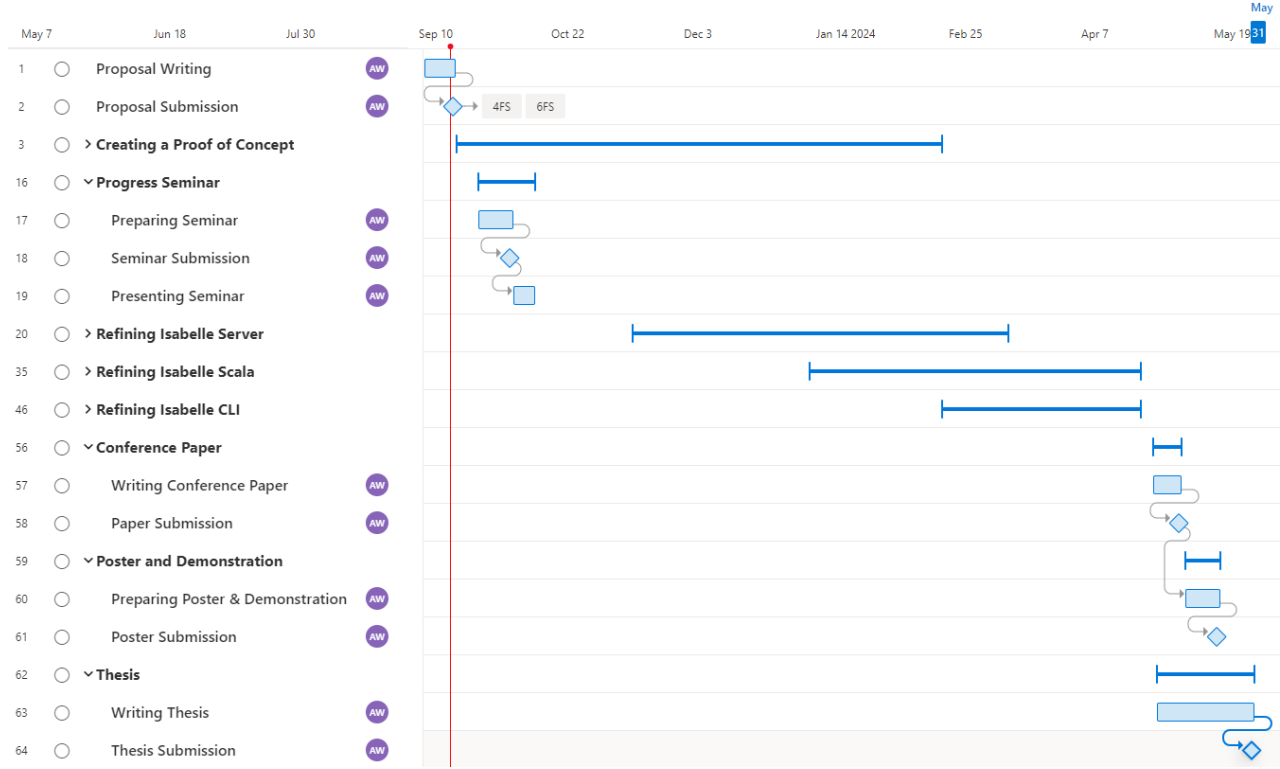 May
May 7 Jun 18 Jul 30 Sep 10 Oct 22 Dec 3 Jan 14 2024 Feb 25 Apr 7 May 19 31
1 Proposal Writing AW
2 Proposal Submission AW 4FS 6FS
3 Creating a Proof of Concept
16 Progress Seminar
17 Preparing Seminar AW
18 Seminar Submission AW
19 Presenting Seminar AW
20 Refining Isabelle Server
35 Refining Isabelle Scala
46 Refining Isabelle CLI
56 Conference Paper
57 Writing Conference Paper AW
58 Paper Submission AW
59 Poster and Demonstration
60 Preparing Poster & Demonstration AW
61 Poster Submission AW
62 Thesis
63 Writing Thesis AW
64 Thesis Submission AW